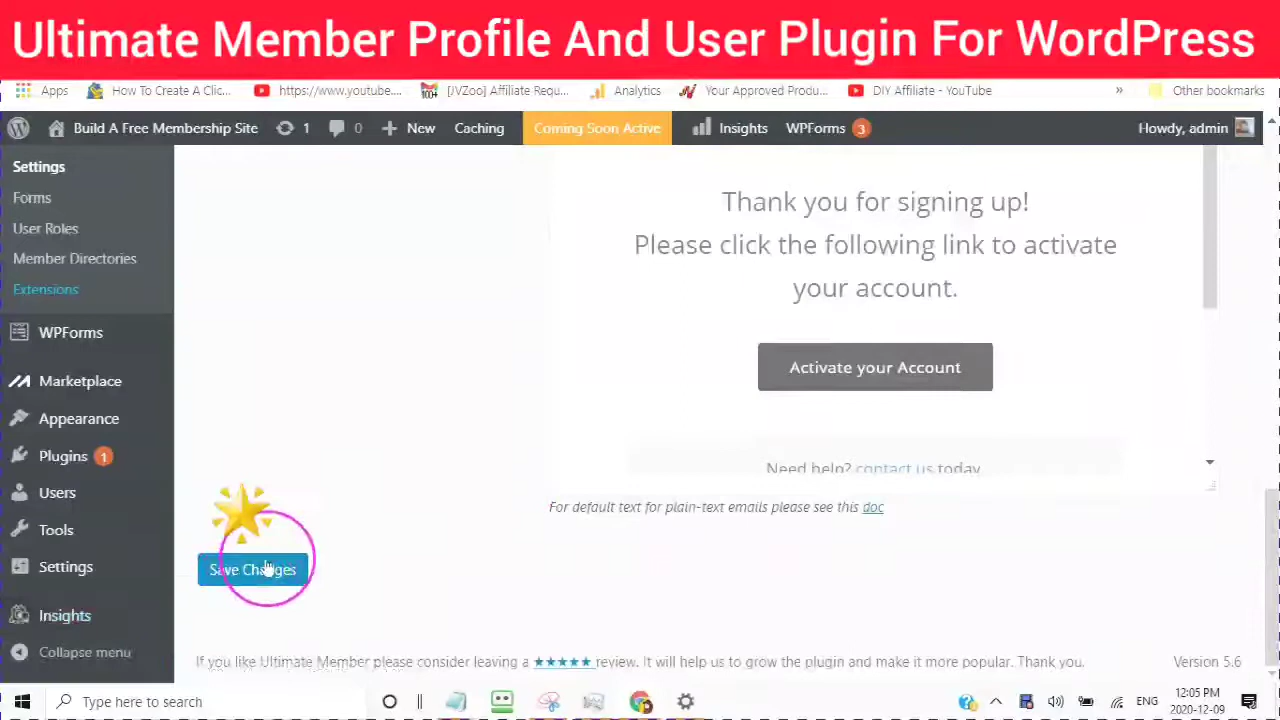 Ultimate Member Profile And User Plugin For WordPress
Apps How To Create A Clic... https://www.youtube.... [JVZoo] Affiliate Requ... Analytics Your Approved Produ... DIY Affiliate - YouTube » Other bookmarks
Build A Free Membership Site 1 0 New Caching Coming Soon Active Insights WPForms 3 Howdy, admin
Settings
Forms
User Roles
Member Directories
Extensions
WPForms
Marketplace
Appearance
Plugins 1
Users
Tools
Settings
Insights
Collapse menu
Thank you for signing up!
Please click the following link to activate
your account.
Activate your Account
Need help? contact us today
For default text for plain-text emails please see this doc
Save Changes
If you like Ultimate Member please consider leaving a ★★★★★ review. It will help us to grow the plugin and make it more popular. Thank you. Version 5.6
Type here to search ENG 12:05 PM
2020-12-09